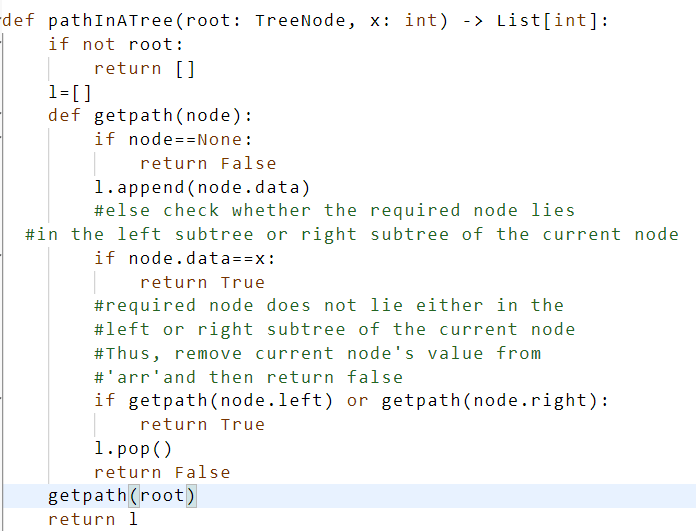 def pathInATree(root: TreeNode, x: int) -> List[int]:
    if not root:
        return []
    l=[]
    def getpath(node):
        if node==None:
            return False
        l.append(node.data)
        #else check whether the required node lies
  #in the left subtree or right subtree of the current node
        if node.data==x:
            return True
        #required node does not lie either in the
        #left or right subtree of the current node
        #Thus, remove current node's value from
        #'arr'and then return false
        if getpath(node.left) or getpath(node.right):
            return True
        l.pop()
        return False
    getpath(root)
    return l